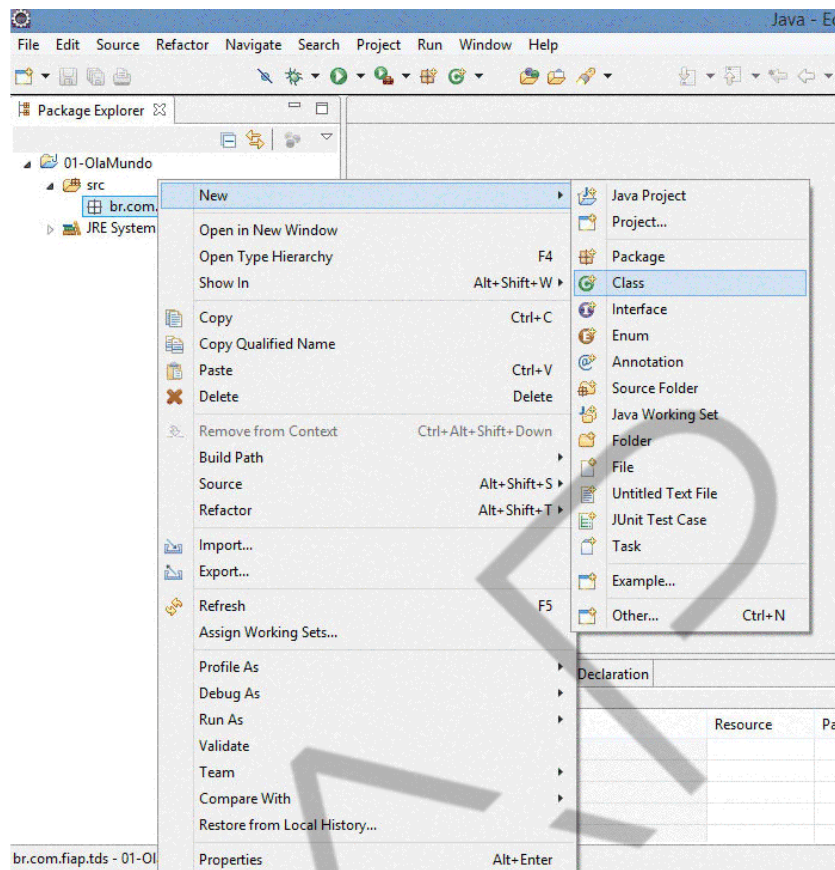 Java - Ec
File Edit Source Refactor Navigate Search Project Run Window Help
Package Explorer
01-OlaMundo
src
br.com.
JRE System
New
Open in New Window
Open Type Hierarchy F4
Show In Alt+Shift+W
Copy Ctrl+C
Copy Qualified Name
Paste Ctrl+V
Delete Delete
Remove from Context Ctrl+Alt+Shift+Down
Build Path
Source Alt+Shift+S
Refactor Alt+Shift+T
Import...
Export...
Refresh F5
Assign Working Sets...
Profile As
Debug As
Run As
Validate
Team
Compare With
Restore from Local History...
Properties Alt+Enter
Java Project
Project...
Package
Class
Interface
Enum
Annotation
Source Folder
Java Working Set
Folder
File
Untitled Text File
JUnit Test Case
Task
Example...
Other... Ctrl+N
Declaration
Resource Pa
br.com.fiap.tds - 01-Ol